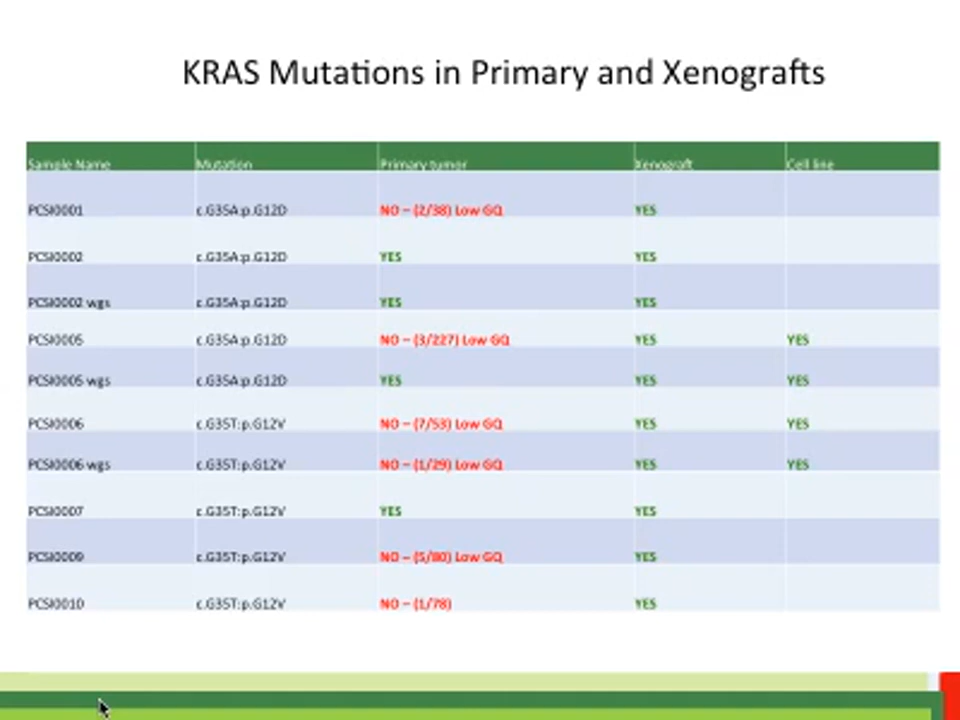 KRAS Mutations in Primary and Xenografts
Sample Name Mutation Primary tumor Xenograft Cell line
PCSI0001 c.G35A:p.G12D NO – (2/38) Low GQ YES
PCSI0002 c.G35A:p.G12D YES YES
PCSI0002 wgs c.G35A:p.G12D YES YES
PCSI0005 c.G35A:p.G12D NO – (3/227) Low GQ YES YES
PCSI0005 wgs c.G35A:p.G12D YES YES YES
PCSI0006 c.G35T:p.G12V NO – (7/53) Low GQ YES YES
PCSI0006 wgs c.G35T:p.G12V NO – (1/29) Low GQ YES YES
PCSI0007 c.G35T:p.G12V YES YES
PCSI0009 c.G35T:p.G12V NO – (5/80) Low GQ YES
PCSI0010 c.G35T:p.G12V NO – (1/78) YES